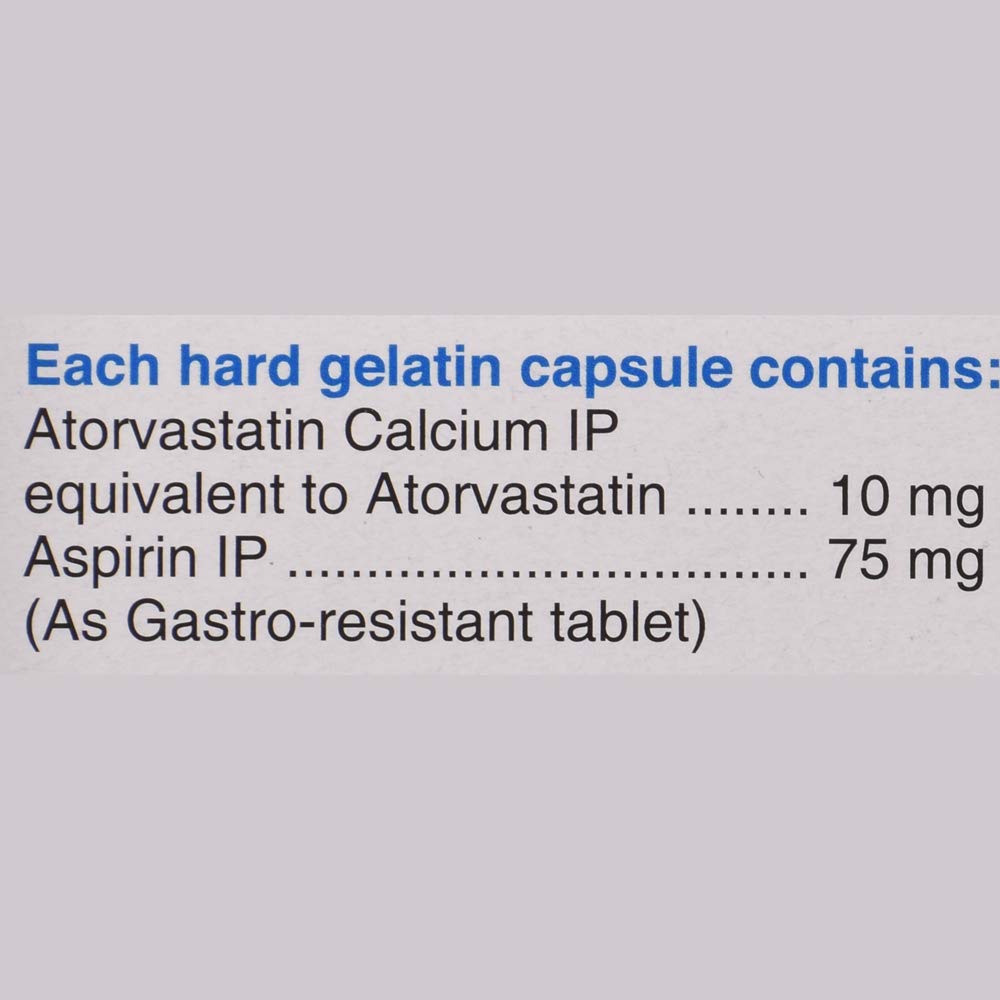 Each hard gelatin capsule contains:
Atorvastatin Calcium IP
equivalent to Atorvastatin ........ 10 mg
Aspirin IP ................................. 75 mg
(As Gastro-resistant tablet)